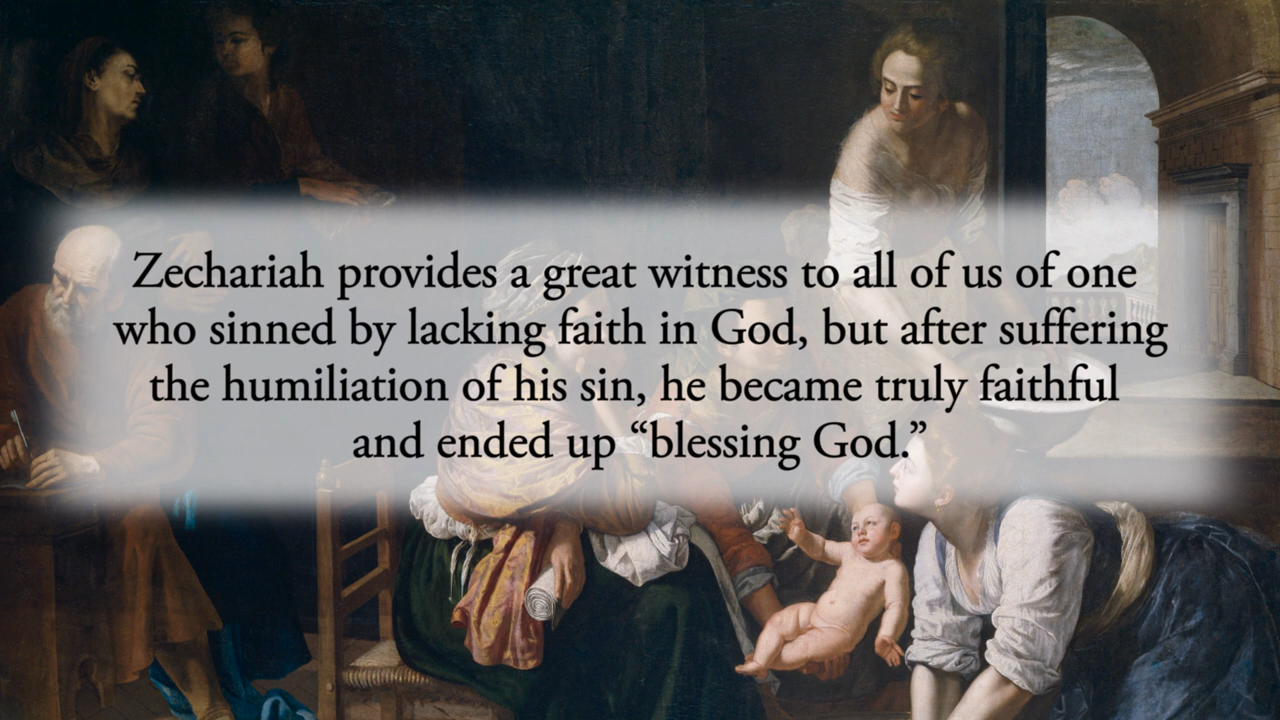 Zechariah provides a great witness to all of us of one
who sinned by lacking faith in God, but after suffering
the humiliation of his sin, he became truly faithful
and ended up “blessing God.”